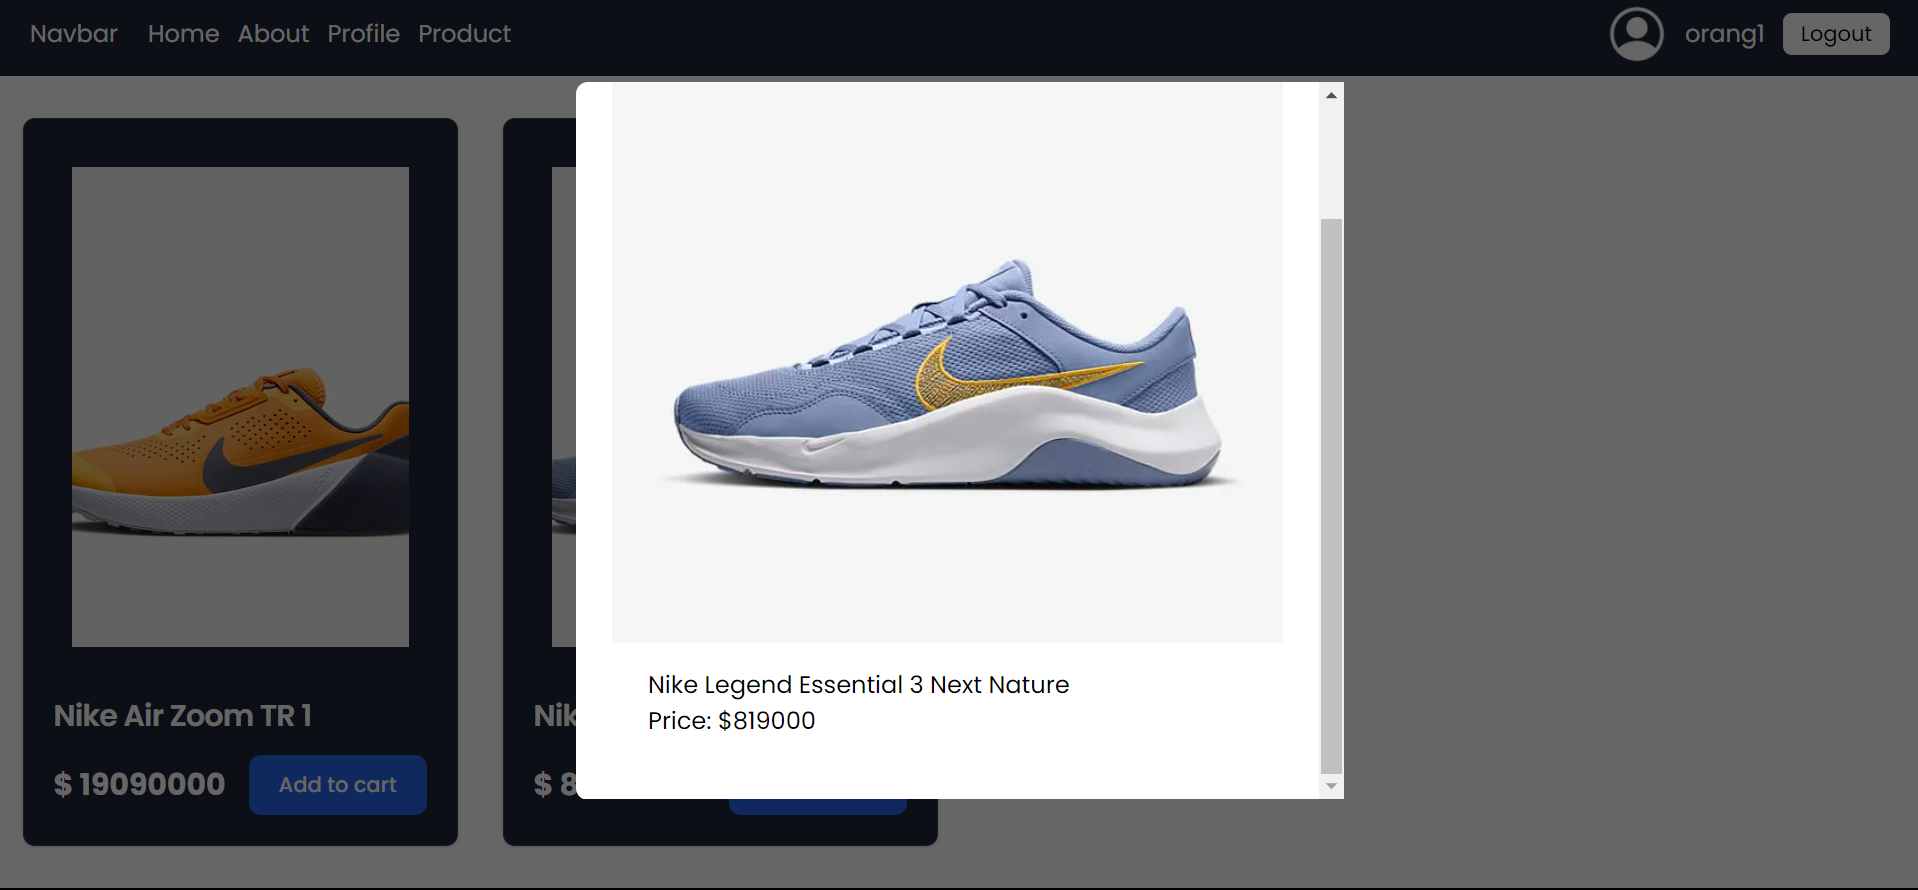 Navbar Home About Profile Product orang1 Logout
Nike Legend Essential 3 Next Nature
Price: $819000
Nike Air Zoom TR 1
$ 19090000 Add to cart
Nik
$ 8